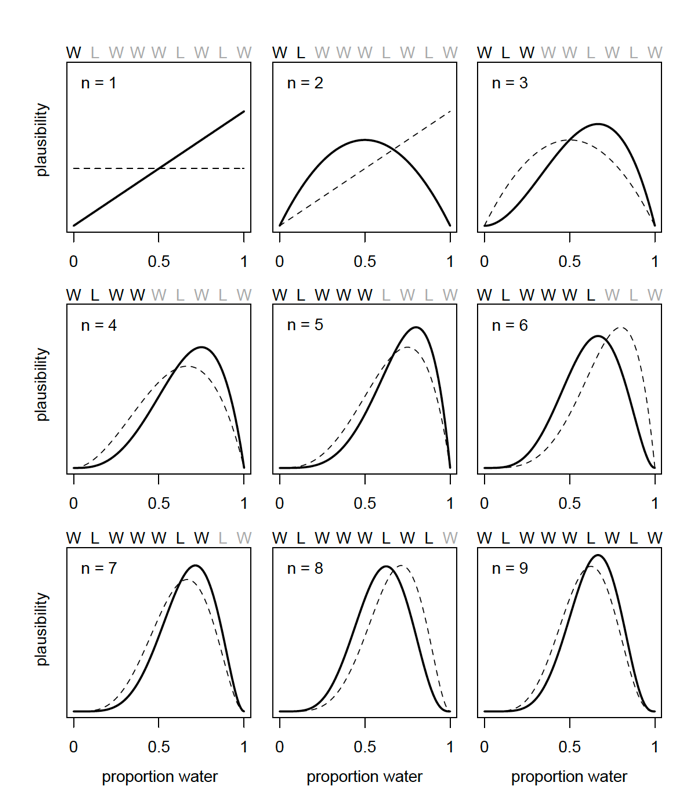 W L W W W L W L W W L W W W L W L W W L W W W L W L W
n = 1 n = 2 n = 3
plausibility
0 0.5 1 0 0.5 1 0 0.5 1
W L W W W L W L W W L W W W L W L W W L W W W L W L W
n = 4 n = 5 n = 6
plausibility
0 0.5 1 0 0.5 1 0 0.5 1
W L W W W L W L W W L W W W L W L W W L W W W L W L W
n = 7 n = 8 n = 9
plausibility
0 0.5 1 0 0.5 1 0 0.5 1
proportion water proportion water proportion water